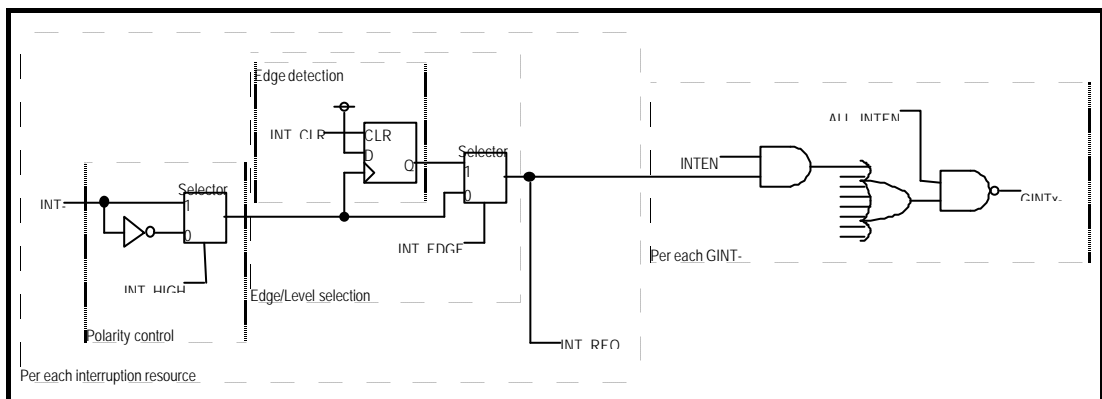 Edge detection
INT_CLR
CLR
D
Q
Selector
1
0
INT_EDGE
Edge/Level selection
INT-
Selector
1
0
INT_HIGH
Polarity control
INT_REQ
Per each interruption resource
ALL_INTEN
INTEN
GINTx-
Per each GINT-